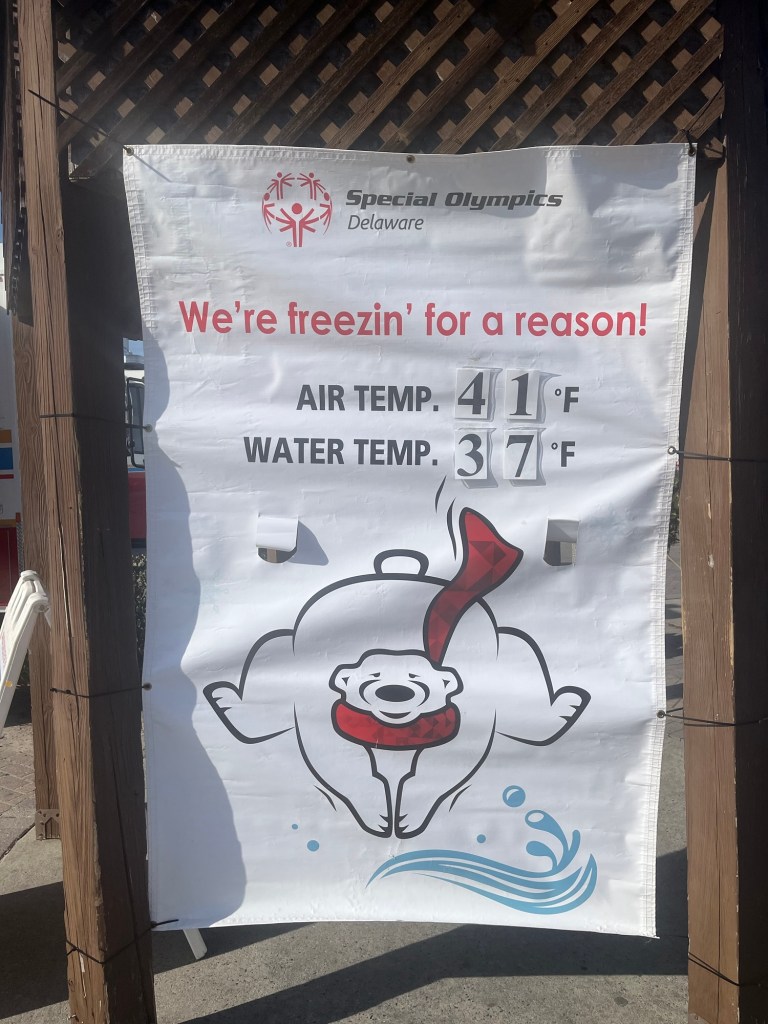 Special Olympics
Delaware
We're freezin' for a reason!
AIR TEMP. 41 °F
WATER TEMP. 37 °F